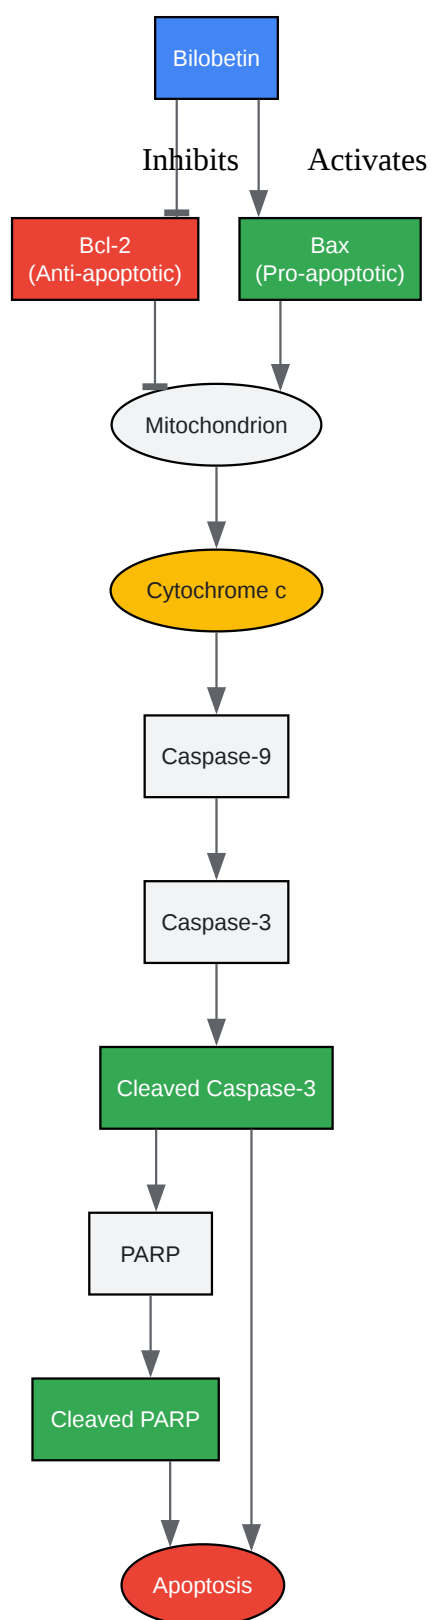 Bilobetin
Inhibits
Activates
Bcl-2
(Anti-apoptotic)
Bax
(Pro-apoptotic)
Mitochondrion
Cytochrome c
Caspase-9
Caspase-3
Cleaved Caspase-3
PARP
Cleaved PARP
Apoptosis